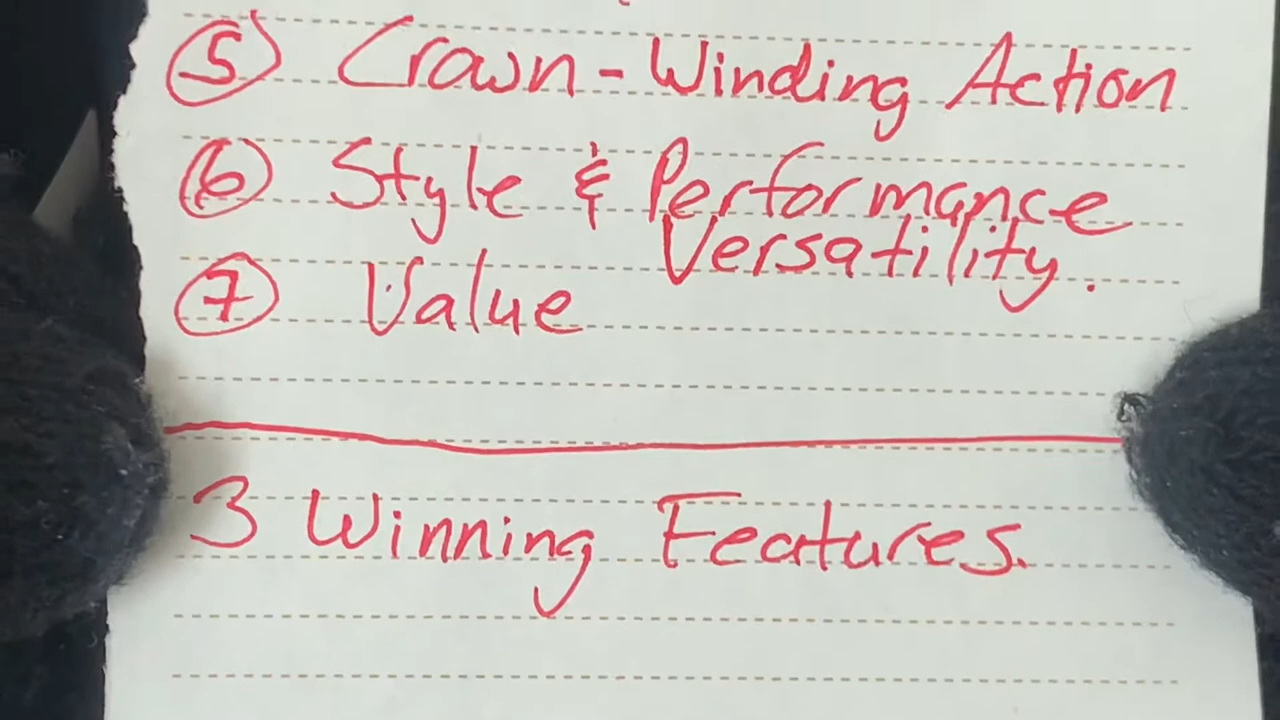 5 Crown-Winding Action
6 Style & Performance
Versatility.
7 Value
3 Winning Features.